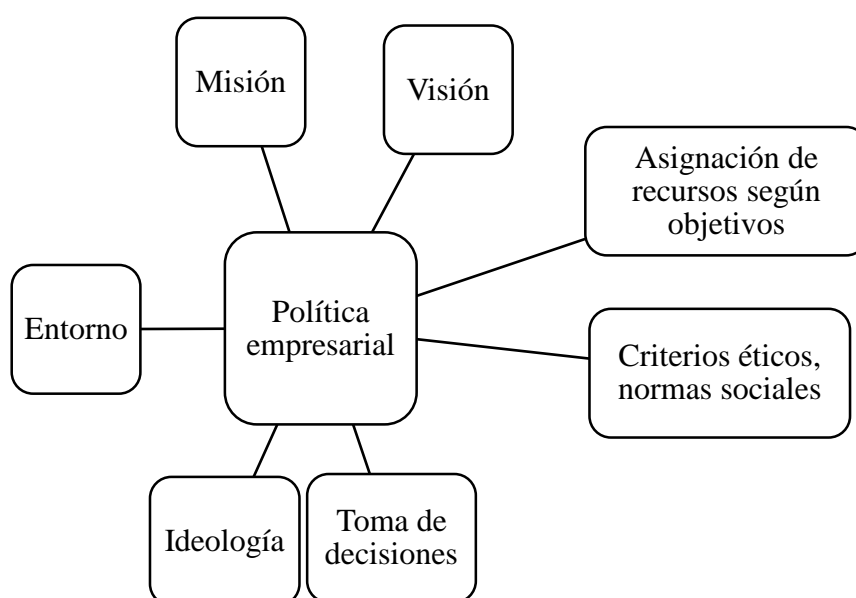 Misión
Visión
Asignación de
recursos según
objetivos
Política
empresarial
Entorno
Criterios éticos,
normas sociales
Ideología
Toma de
decisiones